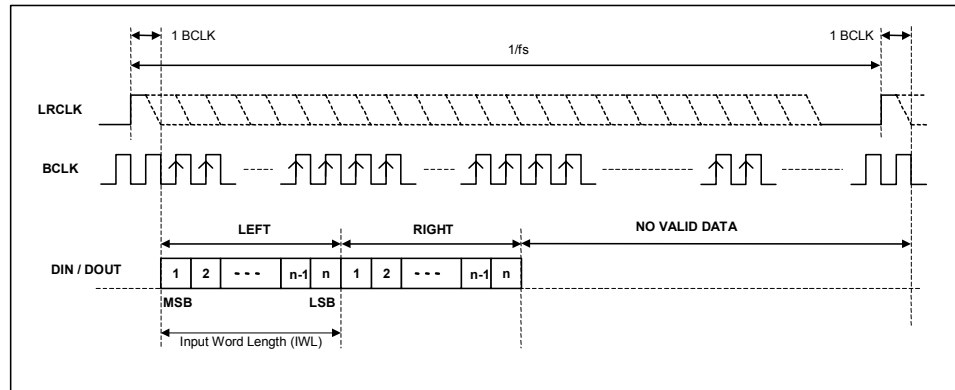 1 BCLK 1 BCLK
1/fs
LRCLK
BCLK
LEFT RIGHT NO VALID DATA
DIN / DOUT 1 2 - - - n-1 n 1 2 - - - n-1 n
MSB LSB
Input Word Length (IWL)